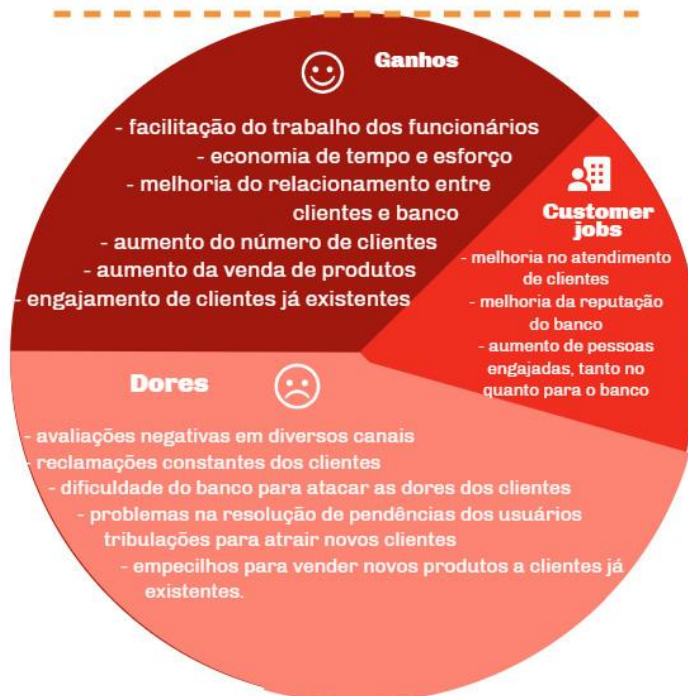 Ganhos
- facilitação do trabalho dos funcionários
- economia de tempo e esforço
- melhoria do relacionamento entre
clientes e banco
- aumento do número de clientes
- aumento da venda de produtos
- engajamento de clientes já existentes
Customer
jobs
- melhoria no atendimento
de clientes
- melhoria da reputação
do banco
- aumento de pessoas
engajadas, tanto no
quanto para o banco
Dores
- avaliações negativas em diversos canais
- reclamações constantes dos clientes
- dificuldade do banco para atacar as dores dos clientes
- problemas na resolução de pendências dos usuários
tribulações para atrair novos clientes
- empecilhos para vender novos produtos a clientes já
existentes.